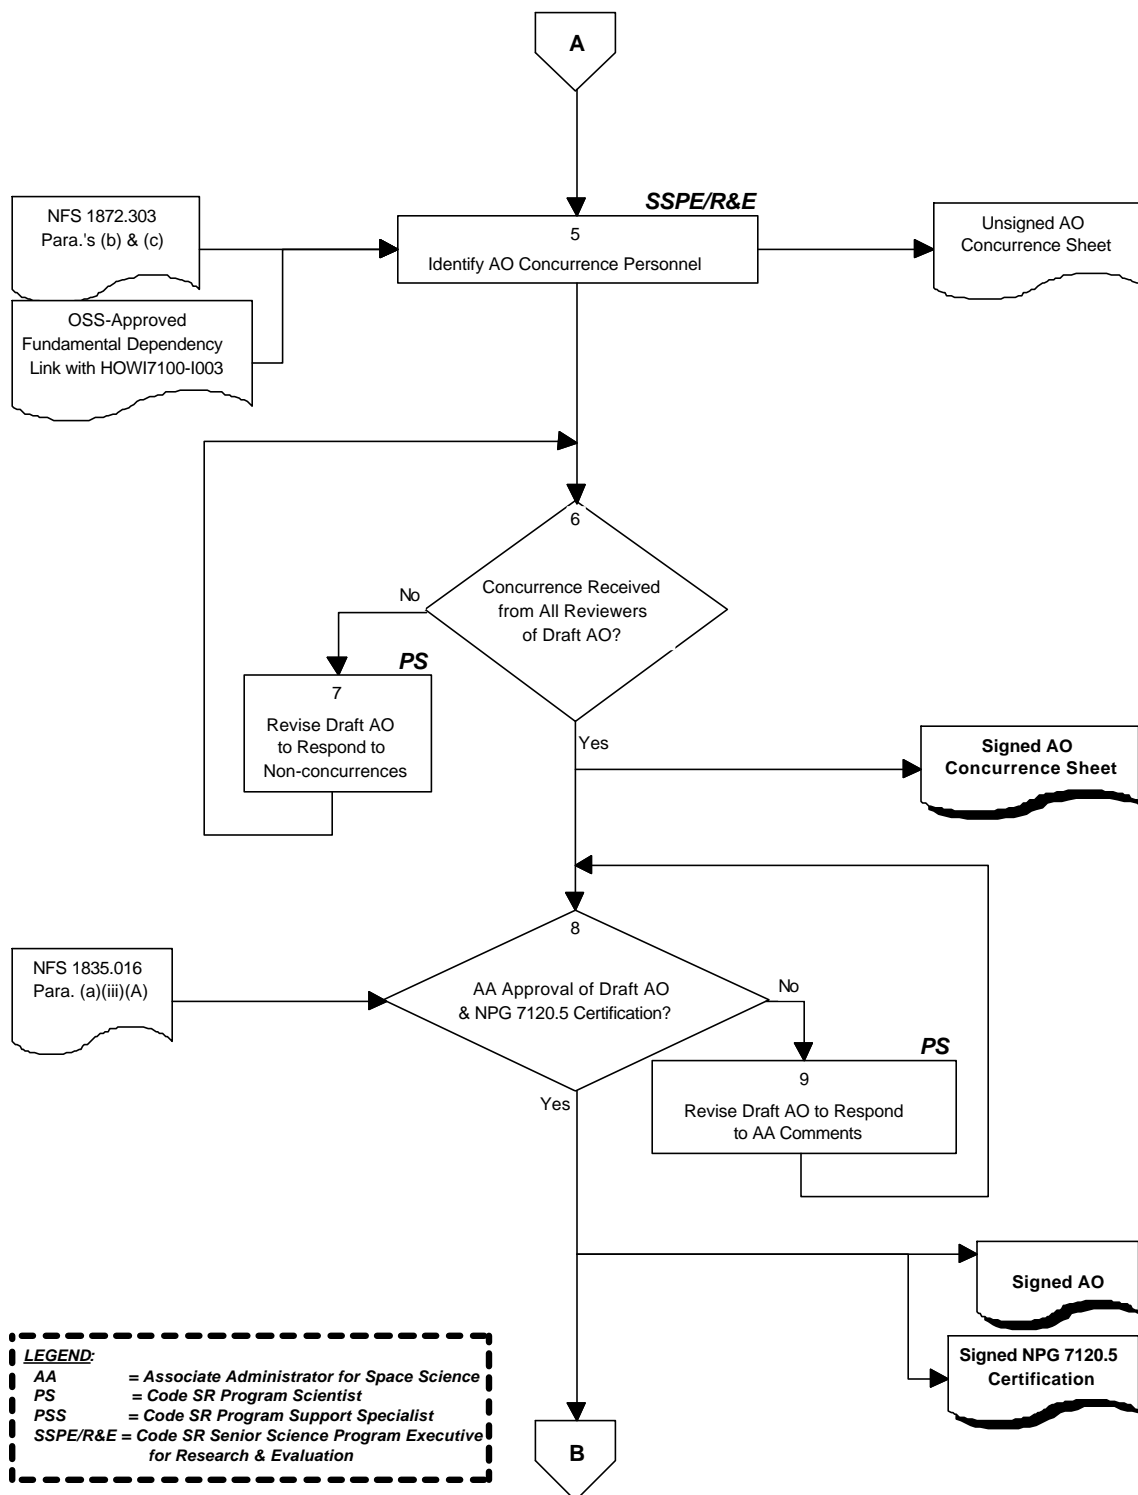 A
SSPE/R&E
NFS 1872.303
Para.'s (b) & (c)
5
Identify AO Concurrence Personnel
Unsigned AO
Concurrence Sheet
OSS-Approved
Fundamental Dependency
Link with HOWI7100-I003
6
Concurrence Received
from All Reviewers
of Draft AO?
No
PS
7
Revise Draft AO
to Respond to
Non-concurrences
Yes
Signed AO
Concurrence Sheet
8
AA Approval of Draft AO
& NPG 7120.5 Certification?
NFS 1835.016
Para. (a)(iii)(A)
No
PS
9
Revise Draft AO to Respond
to AA Comments
Yes
Signed AO
Signed NPG 7120.5
Certification
LEGEND:
AA = Associate Administrator for Space Science
PS = Code SR Program Scientist
PSS = Code SR Program Support Specialist
SSPE/R&E = Code SR Senior Science Program Executive
for Research & Evaluation
B